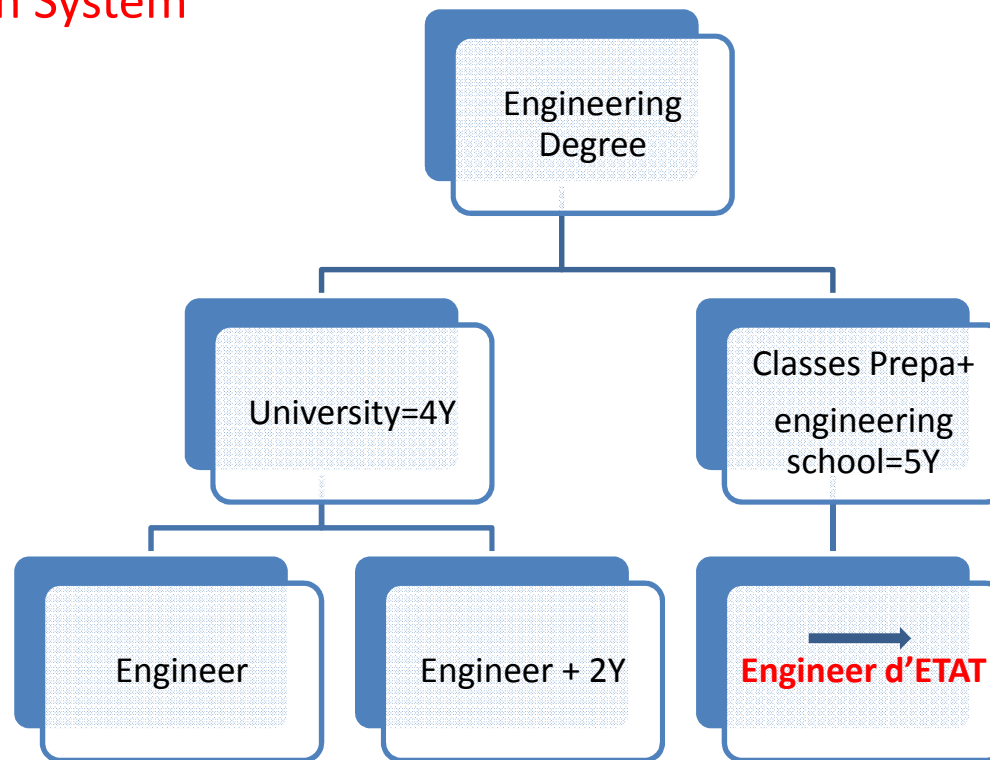 System
Engineering
Degree
University=4Y
Classes Prepa+
engineering
school=5Y
Engineer
Engineer + 2Y
Engineer d’ETAT